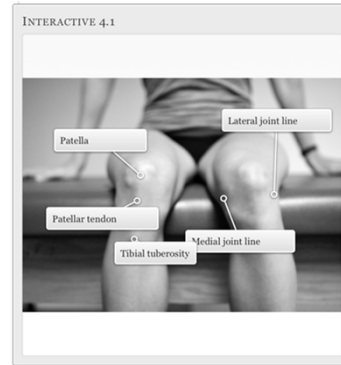 Interactive 4.1
Lateral joint line
Patella
Patellar tendon
Medial joint line
Tibial tuberosity